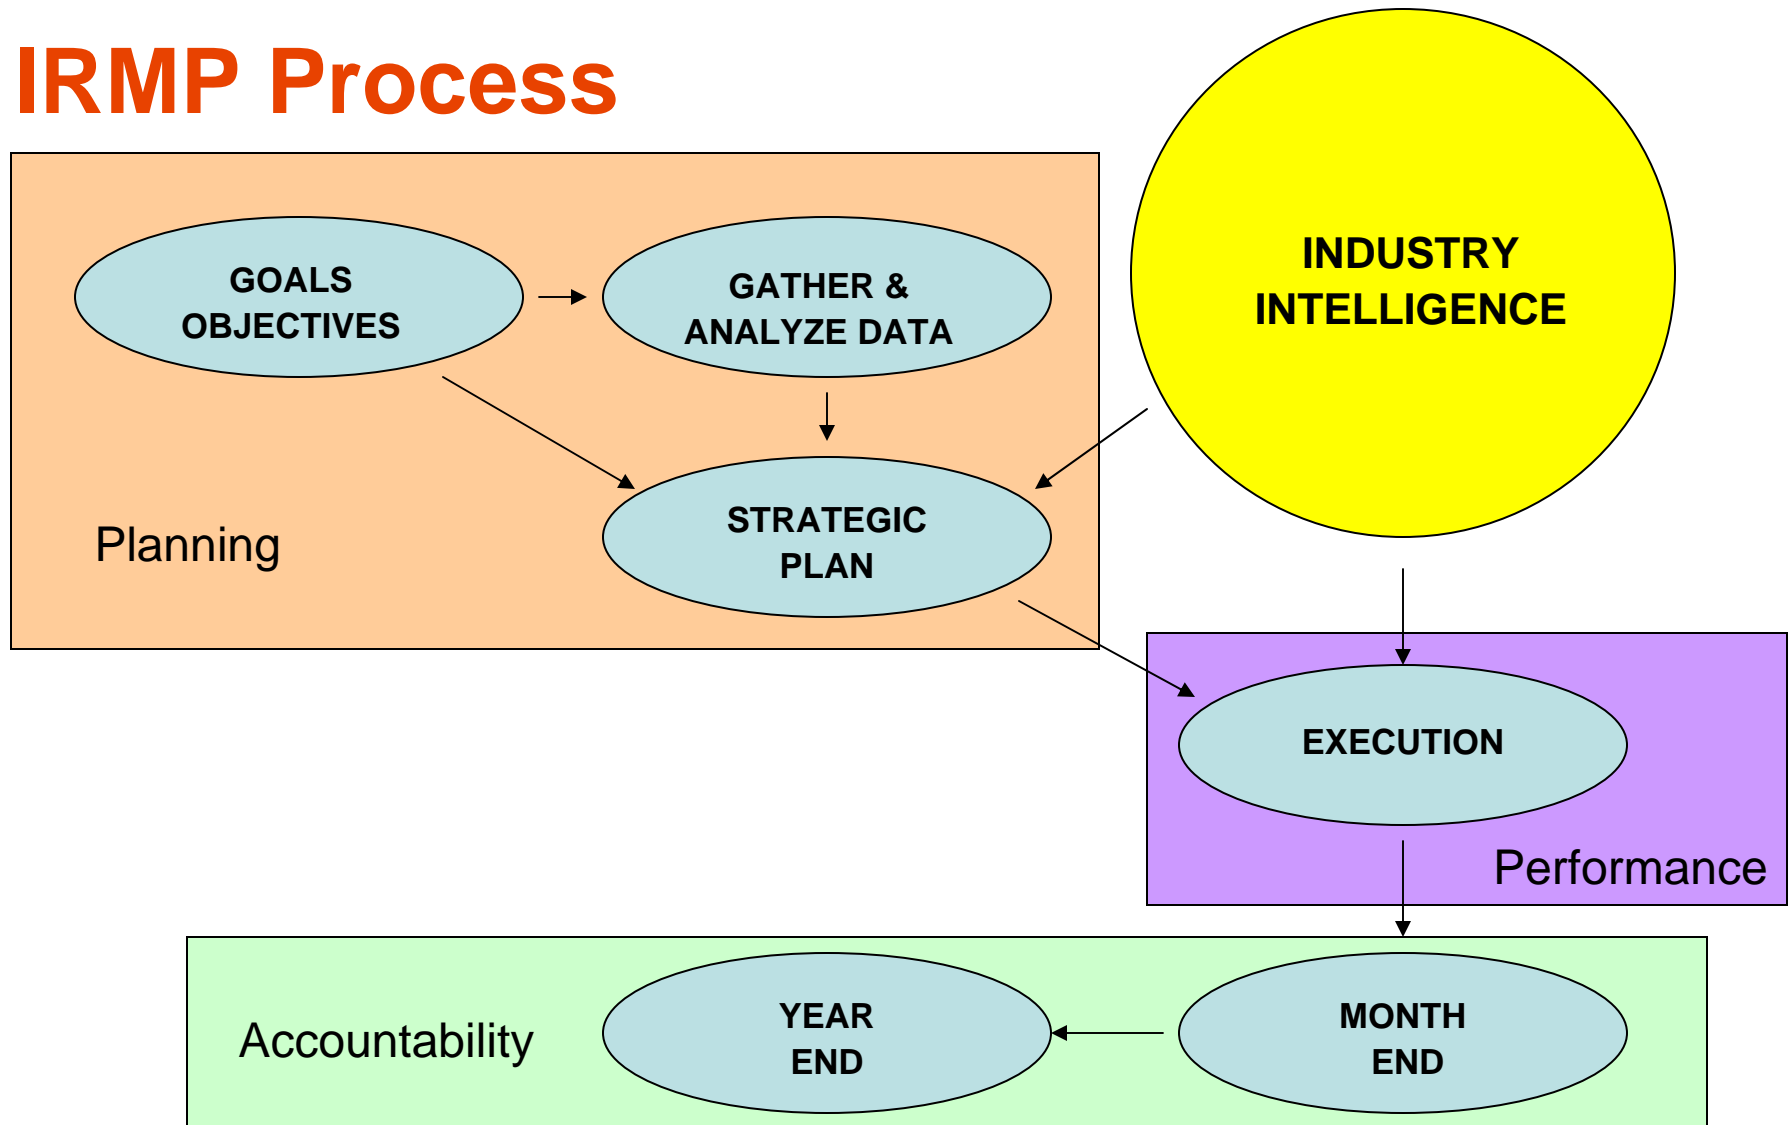 IRMP Process
GOALS
OBJECTIVES
GATHER &
ANALYZE DATA
INDUSTRY
INTELLIGENCE
STRATEGIC
PLAN
Planning
EXECUTION
Performance
Accountability
YEAR
END
MONTH
END